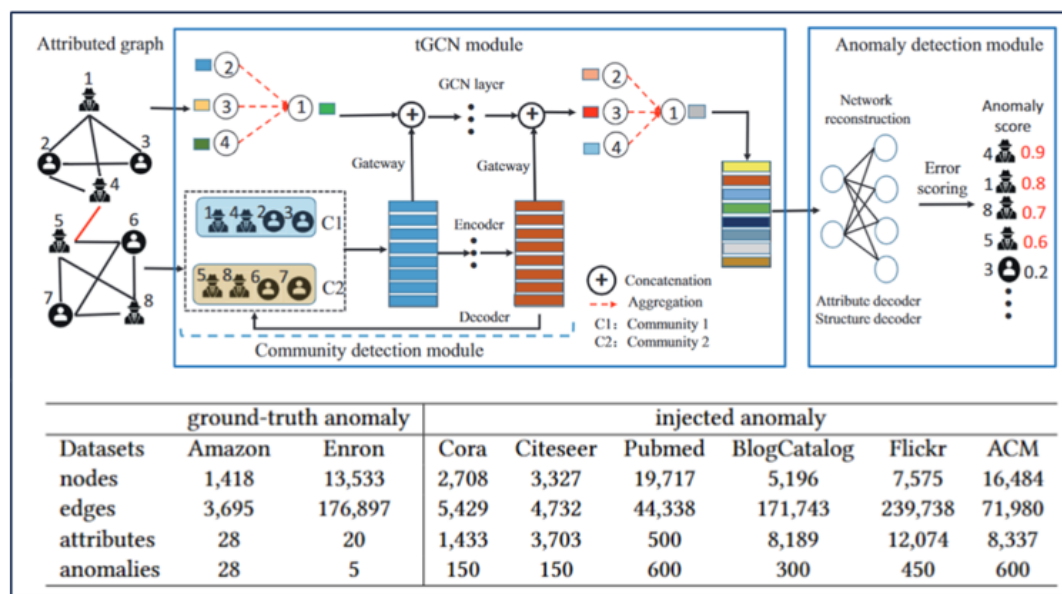 Attributed graph
tGCN module
Anomaly detection module
1
2
3
4
5
6
7
8
2
3
1
4
GCN layer
2
3
1
4
Gateway
Gateway
1 4 2 3
C1
5 8 6 7
C2
Encoder
Decoder
Community detection module
+ Concatenation
Aggregation
C1: Community 1
C2: Community 2
Network
reconstruction
Attribute decoder
Structure decoder
Error
scoring
Anomaly
score
4 0.9
1 0.8
8 0.7
5 0.6
3 0.2
ground-truth anomaly injected anomaly
Datasets Amazon Enron Cora Citeseer Pubmed BlogCatalog Flickr ACM
nodes 1,418 13,533 2,708 3,327 19,717 5,196 7,575 16,484
edges 3,695 176,897 5,429 4,732 44,338 171,743 239,738 71,980
attributes 28 20 1,433 3,703 500 8,189 12,074 8,337
anomalies 28 5 150 150 600 300 450 600